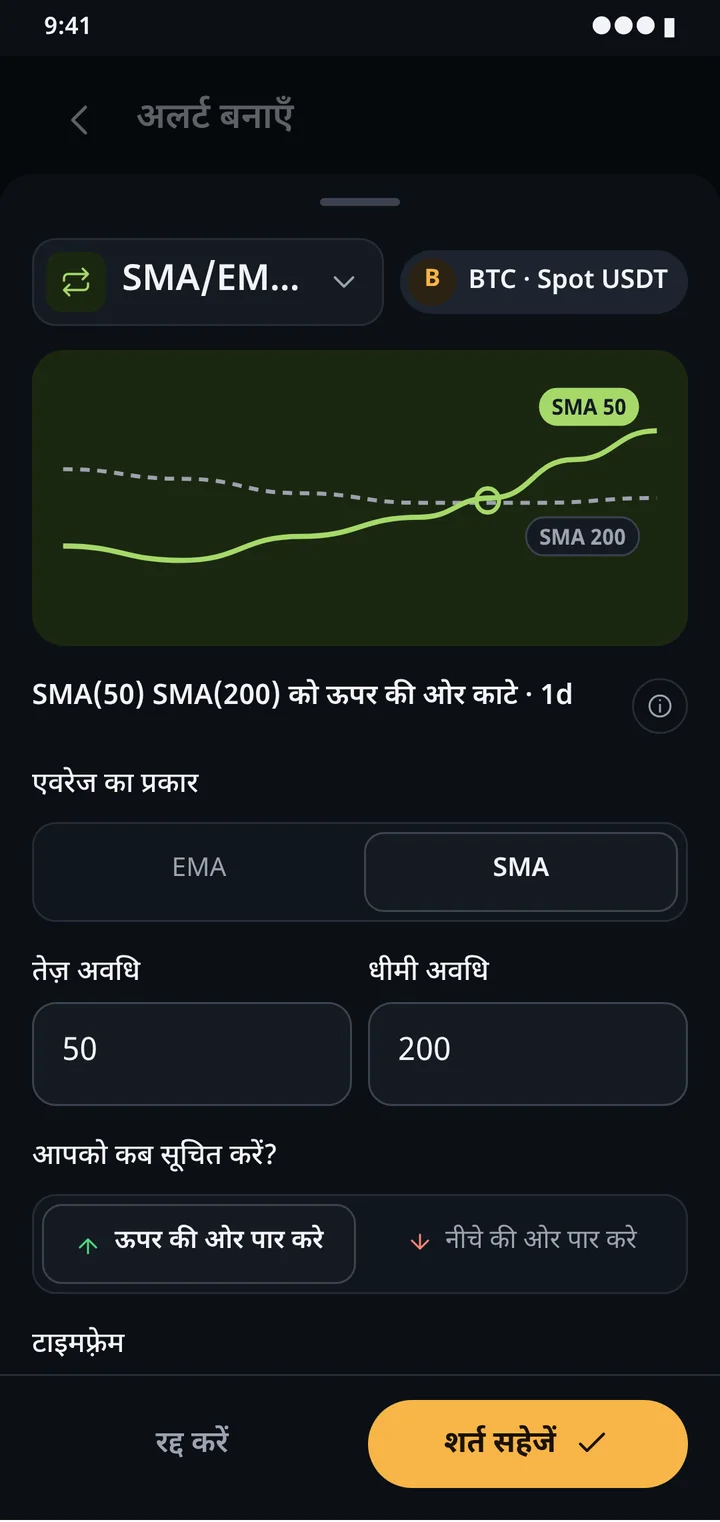 9:41
अलर्ट बनाएँ
SMA/EM...
B
BTC · Spot USDT
SMA 50
SMA 200
SMA(50) SMA(200) को ऊपर की ओर काटे · 1d
एवरेज का प्रकार
EMA
SMA
तेज़ अवधि
धीमी अवधि
50
200
आपको कब सूचित करें?
ऊपर की ओर पार करे
नीचे की ओर पार करे
टाइमफ़्रेम
रद्द करें
शर्त सहेजें